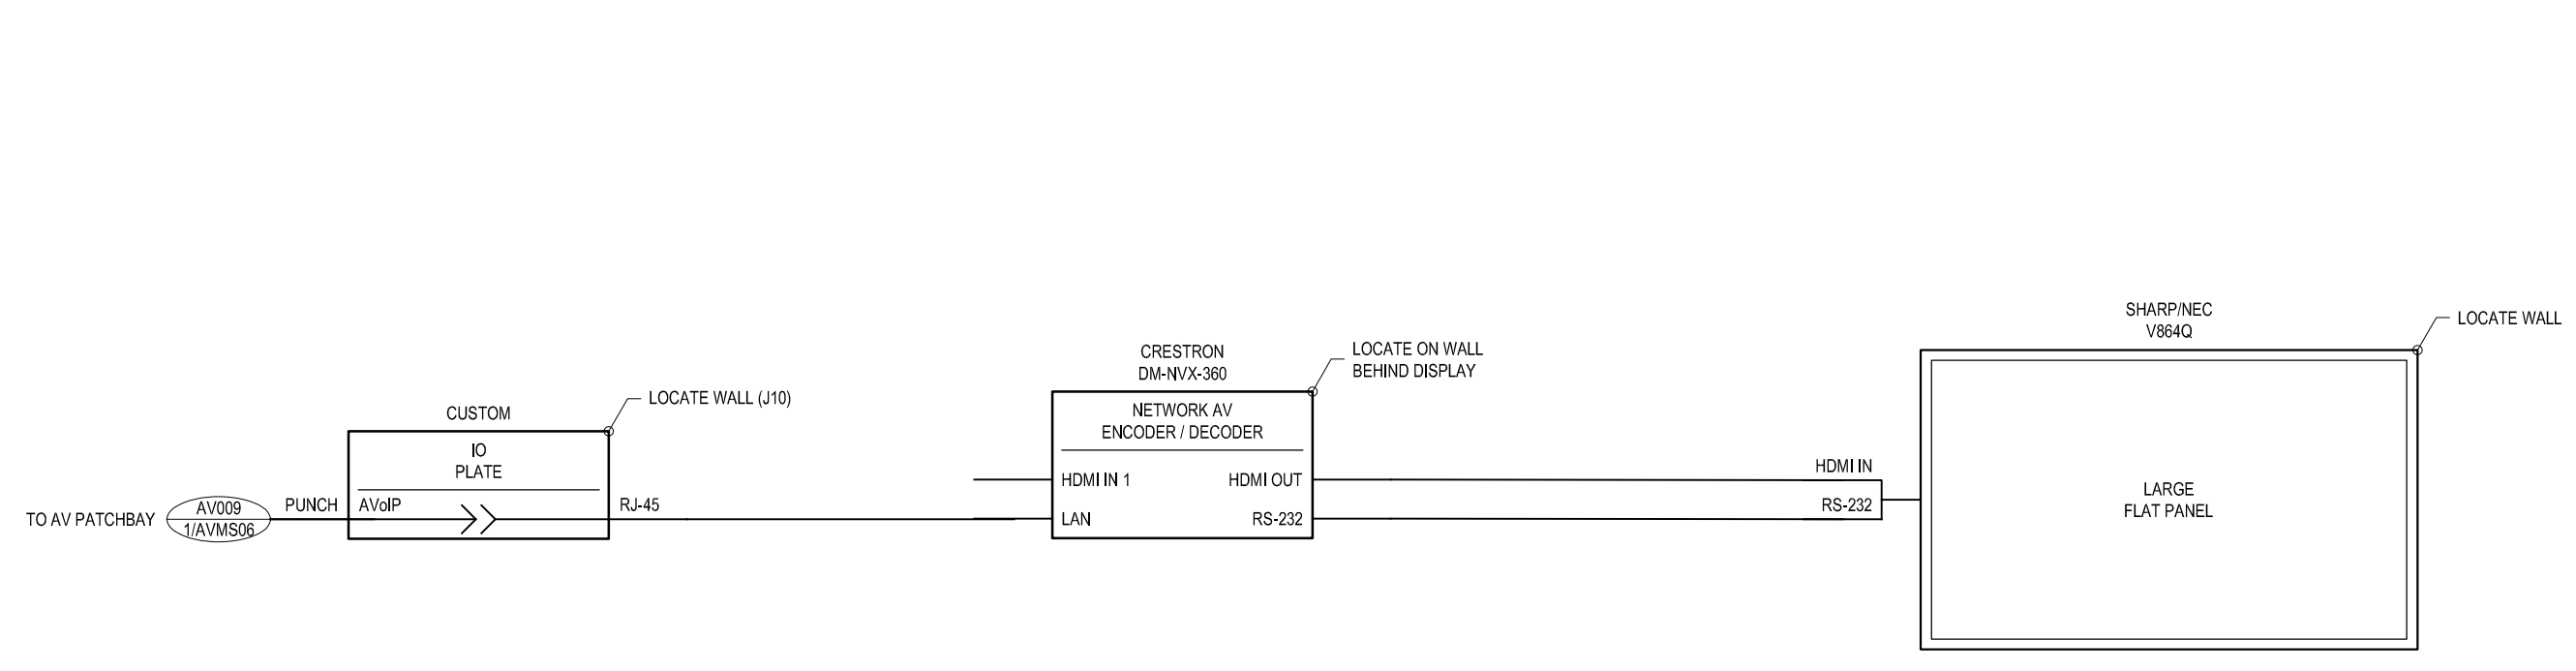 SHARP/NEC
V864Q
LOCATE WALL
CRESTRON
DM-NVX-360
LOCATE ON WALL
BEHIND DISPLAY
NETWORK AV
ENCODER / DECODER
HDMI IN 1
HDMI OUT
LAN
RS-232
CUSTOM
LOCATE WALL (J10)
IO
PLATE
TO AV PATCHBAY
AV009
1/AVMS06
PUNCH
AVoIP
RJ-45
HDMI IN
RS-232
LARGE
FLAT PANEL